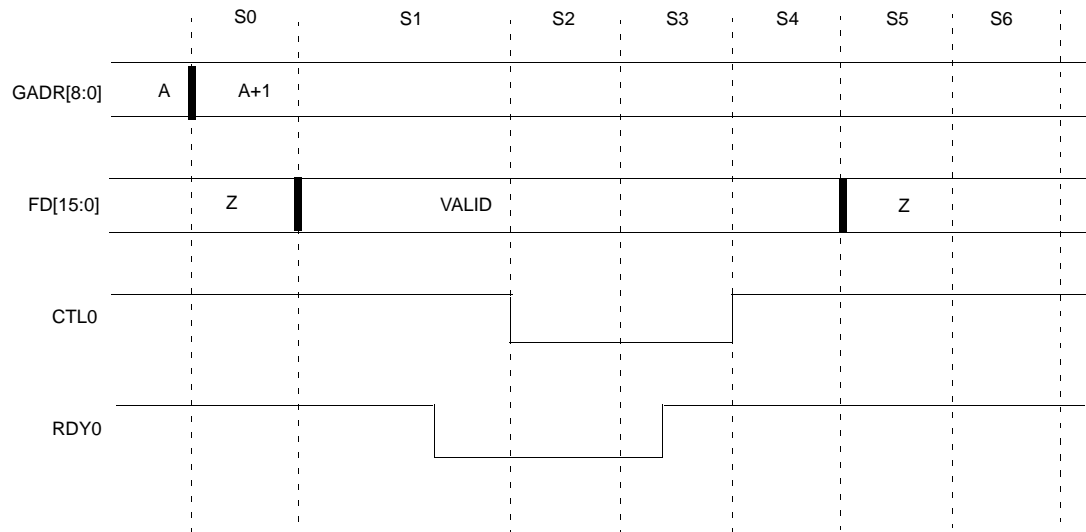 S0 S1 S2 S3 S4 S5 S6
GADR[8:0] A A+1
FD[15:0] Z VALID Z
CTL0
RDY0